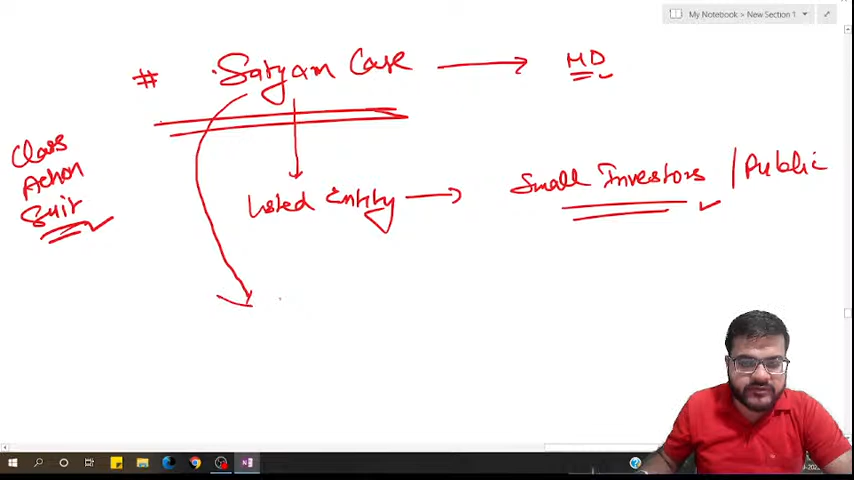 My Notebook > New Section 1
# Satyam Case → MD
Class
Action
Suit
Listed Entity → Small Investors / Public